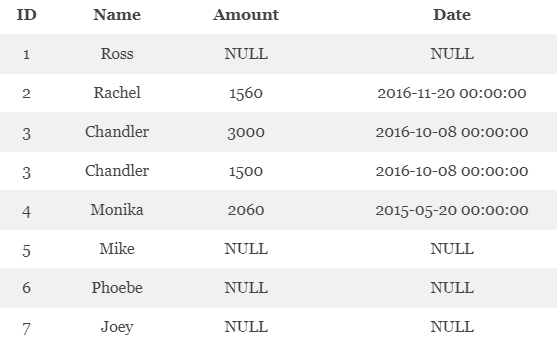 ID Name Amount Date
1 Ross NULL NULL
2 Rachel 1560 2016-11-20 00:00:00
3 Chandler 3000 2016-10-08 00:00:00
3 Chandler 1500 2016-10-08 00:00:00
4 Monika 2060 2015-05-20 00:00:00
5 Mike NULL NULL
6 Phoebe NULL NULL
7 Joey NULL NULL